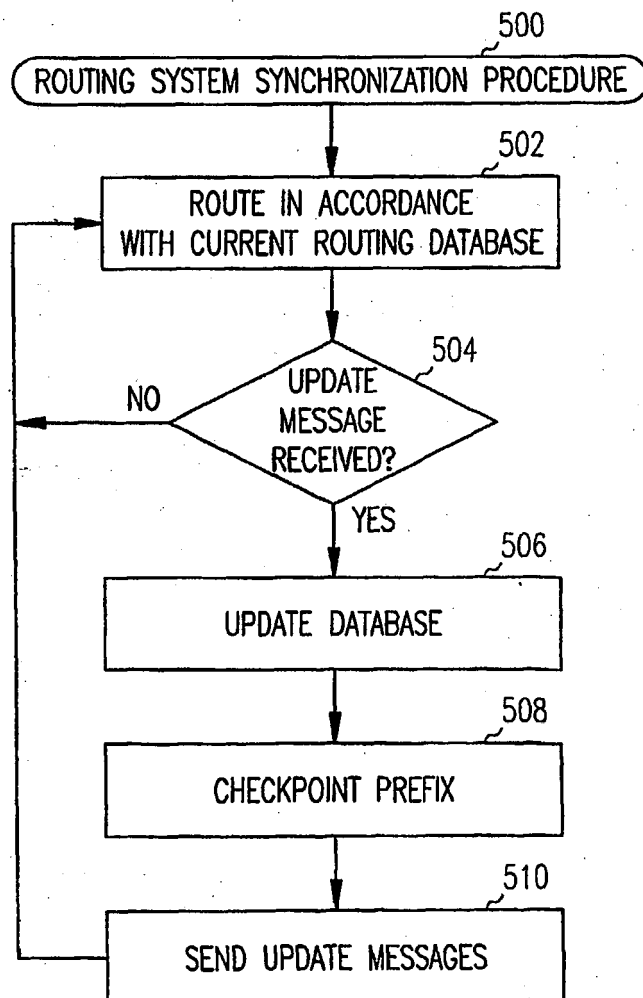 500
ROUTING SYSTEM SYNCHRONIZATION PROCEDURE
502
ROUTE IN ACCORDANCE
WITH CURRENT ROUTING DATABASE
504
UPDATE
MESSAGE
RECEIVED?
NO
YES
506
UPDATE DATABASE
508
CHECKPOINT PREFIX
510
SEND UPDATE MESSAGES